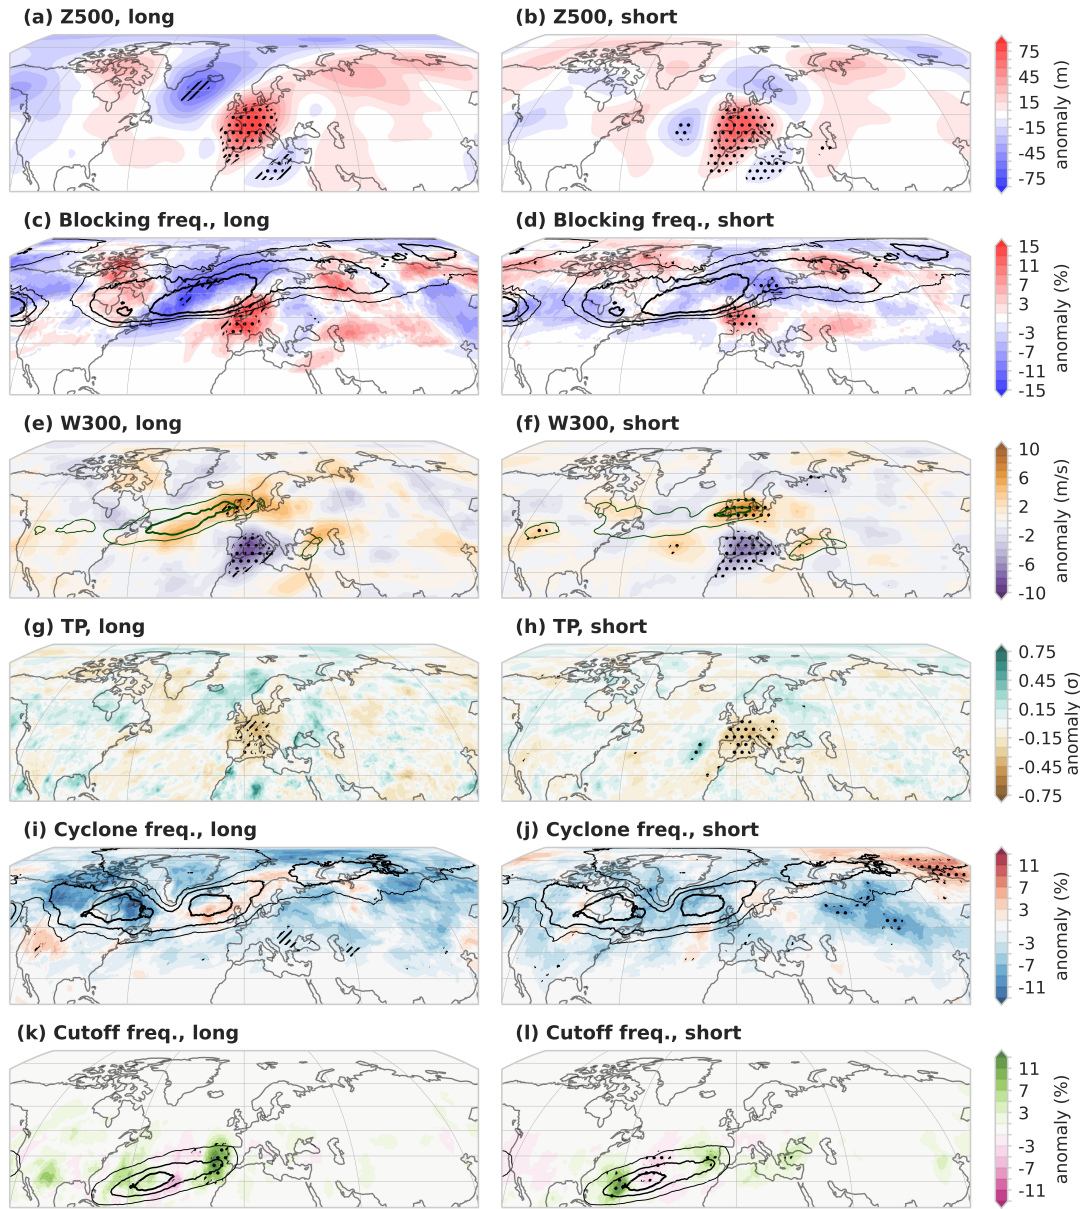 (a) Z500, long
(b) Z500, short
75
45
15
-15
-45
-75
anomaly (m)
(c) Blocking freq., long
(d) Blocking freq., short
15
11
7
3
-3
-7
-11
-15
anomaly (%)
(e) W300, long
(f) W300, short
10
6
2
-2
-6
-10
anomaly (m/s)
(g) TP, long
(h) TP, short
0.75
0.45
0.15
-0.15
-0.45
-0.75
anomaly (σ)
(i) Cyclone freq., long
(j) Cyclone freq., short
11
7
3
-3
-7
-11
anomaly (%)
(k) Cutoff freq., long
(l) Cutoff freq., short
11
7
3
-3
-7
-11
anomaly (%)